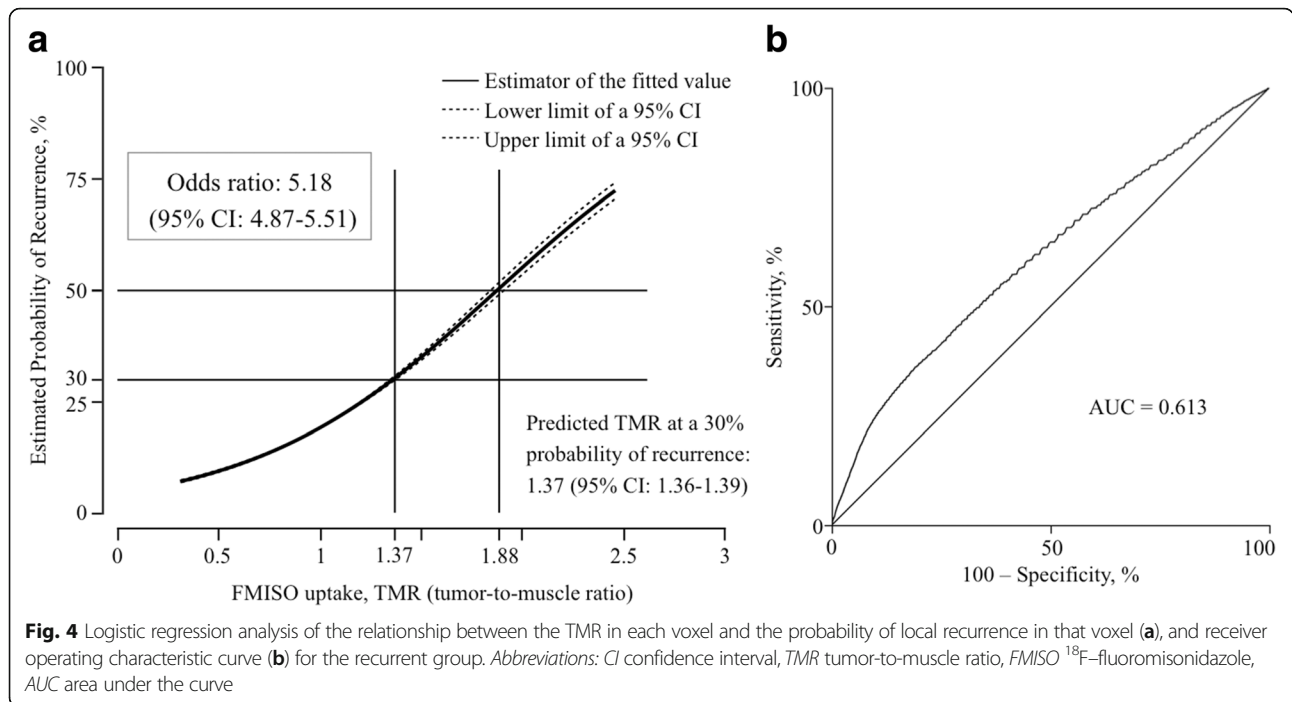 a
100
75
50
30
25
0
Estimated Probability of Recurrence, %
Estimator of the fitted value
Lower limit of a 95% CI
Upper limit of a 95% CI
Odds ratio: 5.18
(95% CI: 4.87-5.51)
Predicted TMR at a 30%
probability of recurrence:
1.37 (95% CI: 1.36-1.39)
0 0.5 1 1.37 1.88 2.5 3
FMISO uptake, TMR (tumor-to-muscle ratio)
b
100
50
0
Sensitivity, %
AUC = 0.613
0 50 100
100 – Specificity, %
Fig. 4 Logistic regression analysis of the relationship between the TMR in each voxel and the probability of local recurrence in that voxel (a), and receiver
operating characteristic curve (b) for the recurrent group. Abbreviations: CI confidence interval, TMR tumor-to-muscle ratio, FMISO ¹⁸F–fluoromisonidazole,
AUC area under the curve